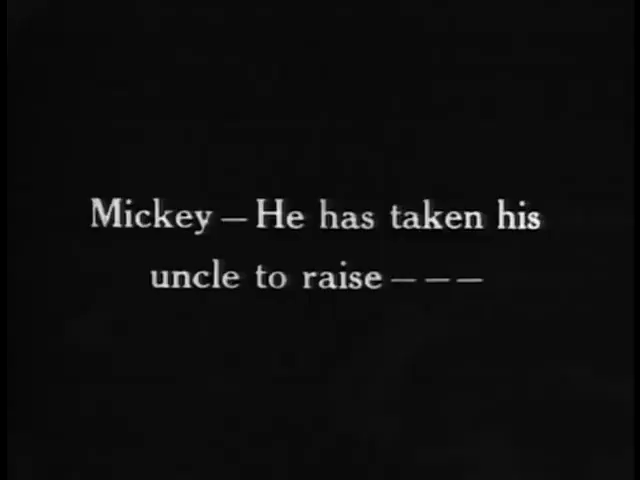 Mickey — He has taken his
uncle to raise — — —